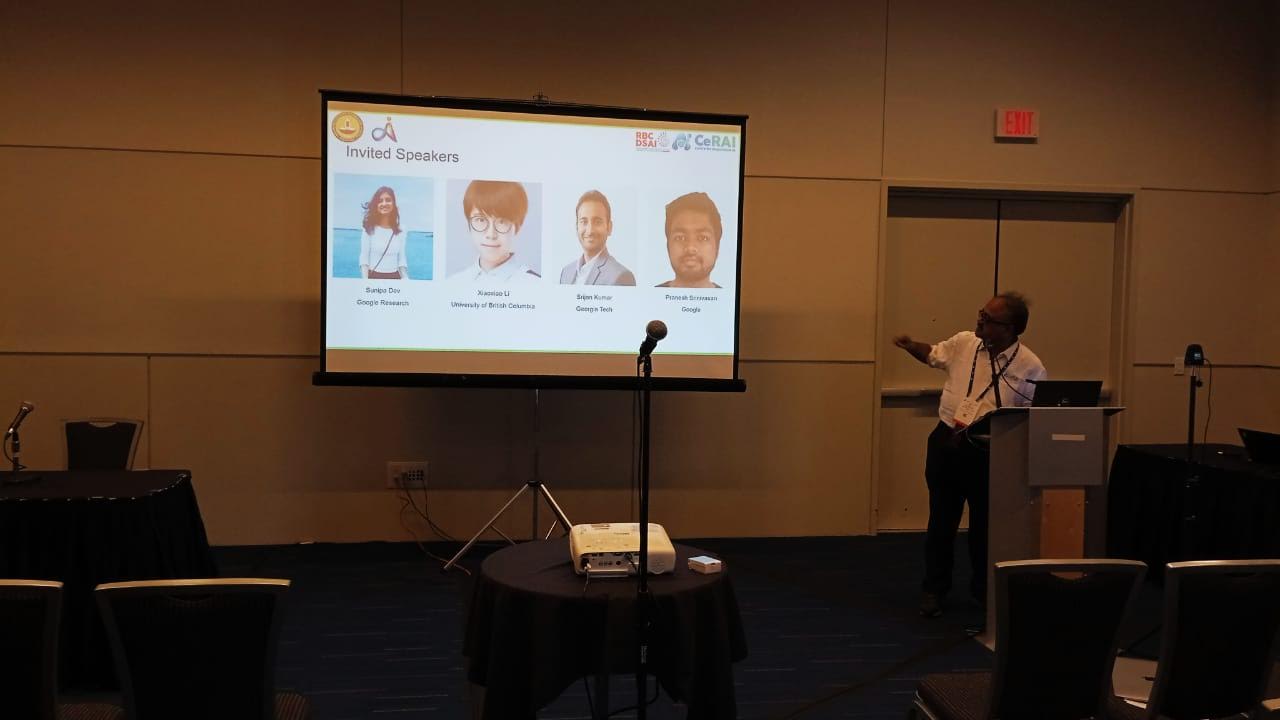 RBC
DSAI
CeRAI
Invited Speakers
Sunipa Dev
Google Research
Xiaoxiao Li
University of British Columbia
Srijan Kumar
Georgia Tech
Pranesh Srinivasan
Google
EXIT